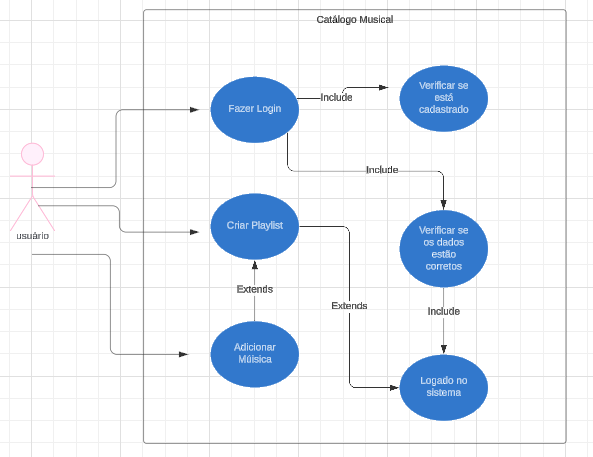 Catálogo Musical
Fazer Login
Include
Verificar se
está
cadastrado
Include
usuário
Criar Playlist
Verificar se
os dados
estão
corretos
Extends
Extends
Include
Adicionar
Múisica
Logado no
sistema